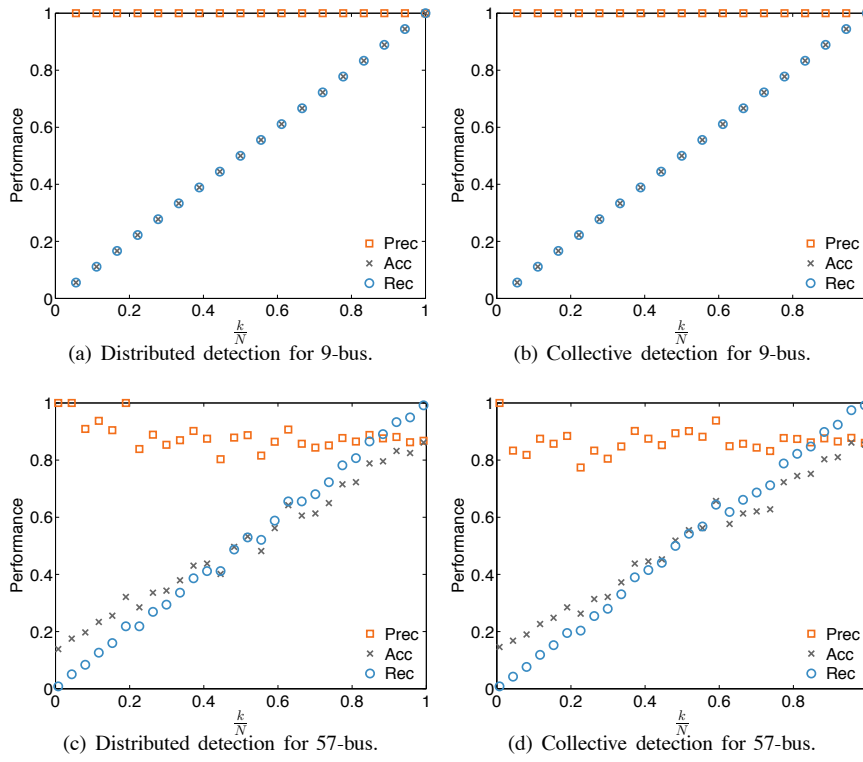 1
0.8
0.6
0.4
0.2
0
Performance
Prec
Acc
Rec
0 0.2 0.4 0.6 0.8 1
k/N
(a) Distributed detection for 9-bus.
1
0.8
0.6
0.4
0.2
0
Performance
Prec
Acc
Rec
0 0.2 0.4 0.6 0.8
k/N
(b) Collective detection for 9-bus.
1
0.8
0.6
0.4
0.2
0
Performance
Prec
Acc
Rec
0 0.2 0.4 0.6 0.8 1
k/N
(c) Distributed detection for 57-bus.
1
0.8
0.6
0.4
0.2
0
Performance
Prec
Acc
Rec
0 0.2 0.4 0.6 0.8
k/N
(d) Collective detection for 57-bus.